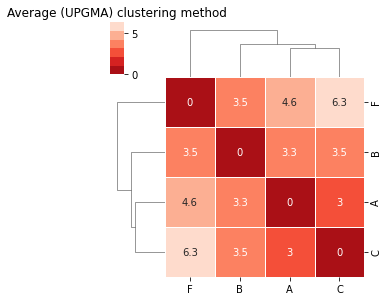 Average (UPGMA) clustering method
5
0
0 3.5 4.6 6.3 F
3.5 0 3.3 3.5 B
4.6 3.3 0 3 A
6.3 3.5 3 0 C
F B A C